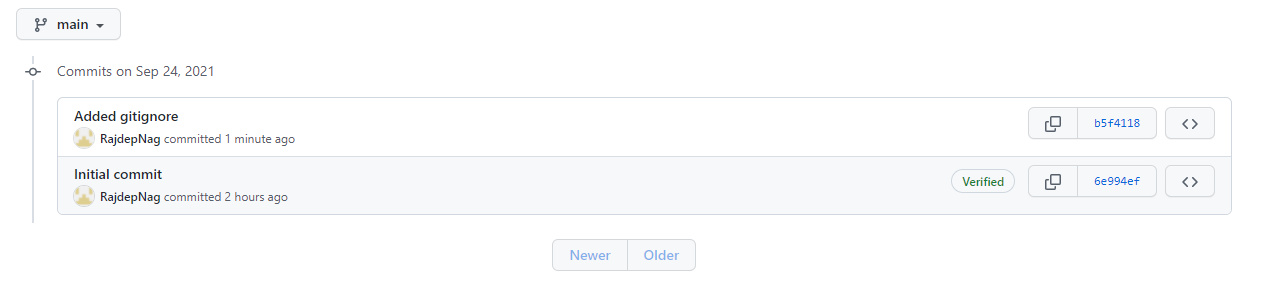 main
Commits on Sep 24, 2021
Added gitignore
RajdepNag committed 1 minute ago
b5f4118
Initial commit
RajdepNag committed 2 hours ago
Verified
6e994ef
Newer
Older